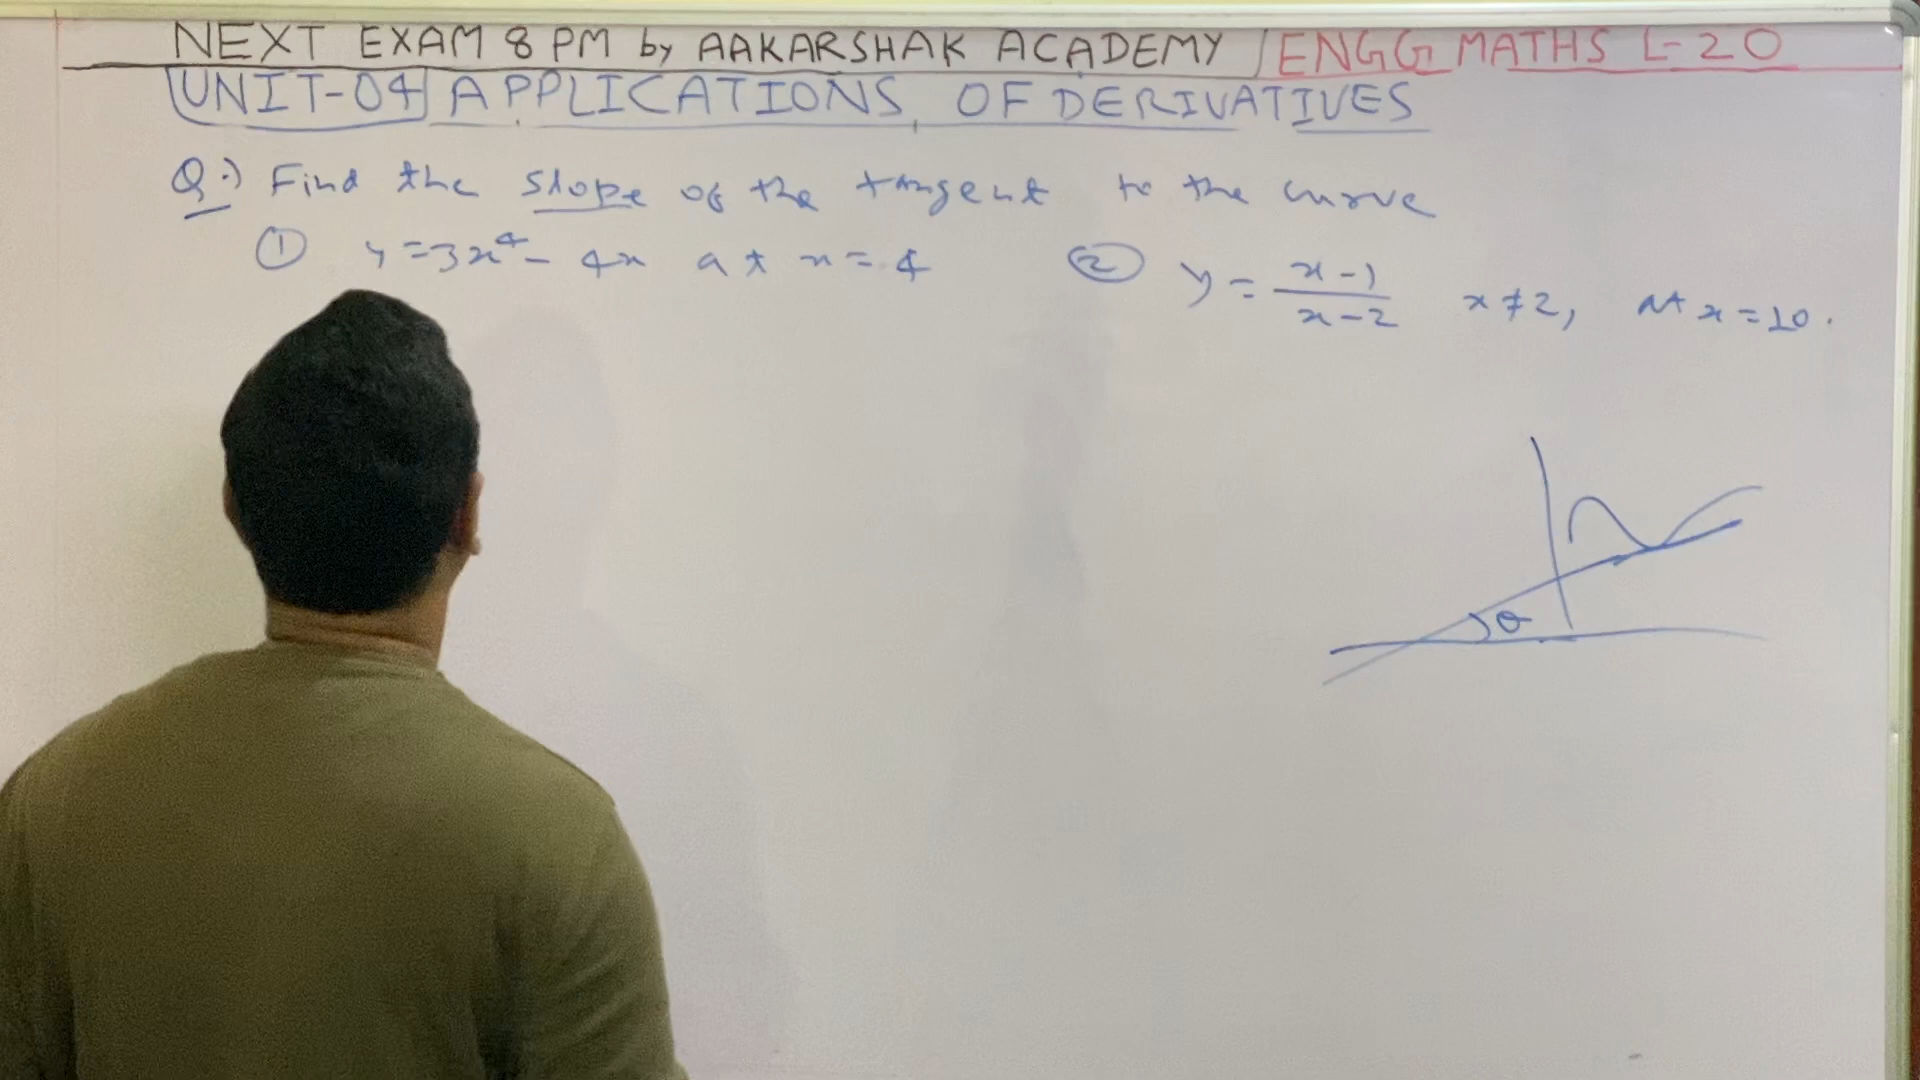 NEXT EXAM 8 PM by AAKARSHAK ACADEMY ENGG MATHS L-20
UNIT-04 APPLICATIONS OF DERIVATIVES
Q.) Find the slope of the tangent to the curve
① y = 3x⁴ - 4x at x = 4 ② y = (x-1)/(x-2) x ≠ 2, at x = 10.
θ